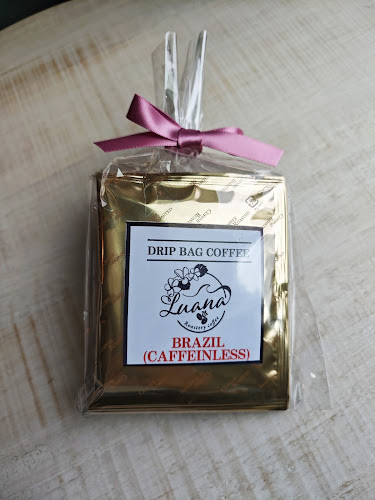 DRIP BAG COFFEE
Luana
Roastery coffee
BRAZIL
(CAFFEINLESS)